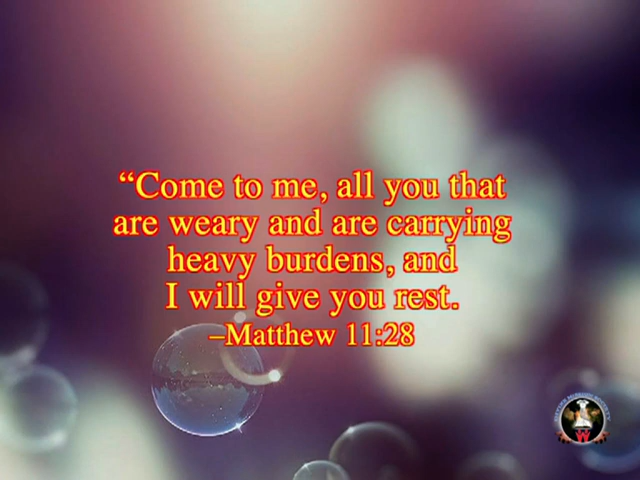 “Come to me, all you that
are weary and are carrying
heavy burdens, and
I will give you rest.
–Matthew 11:28
W